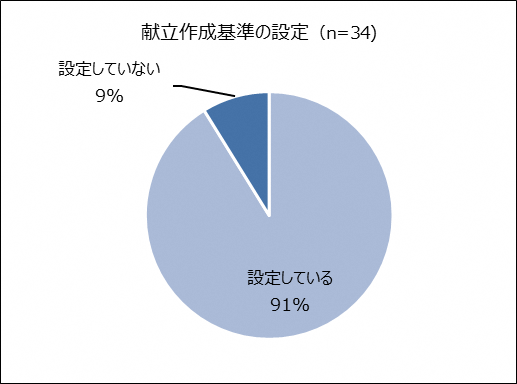 献立作成基準の設定（n=34)
設定していない
9%
設定している
91%